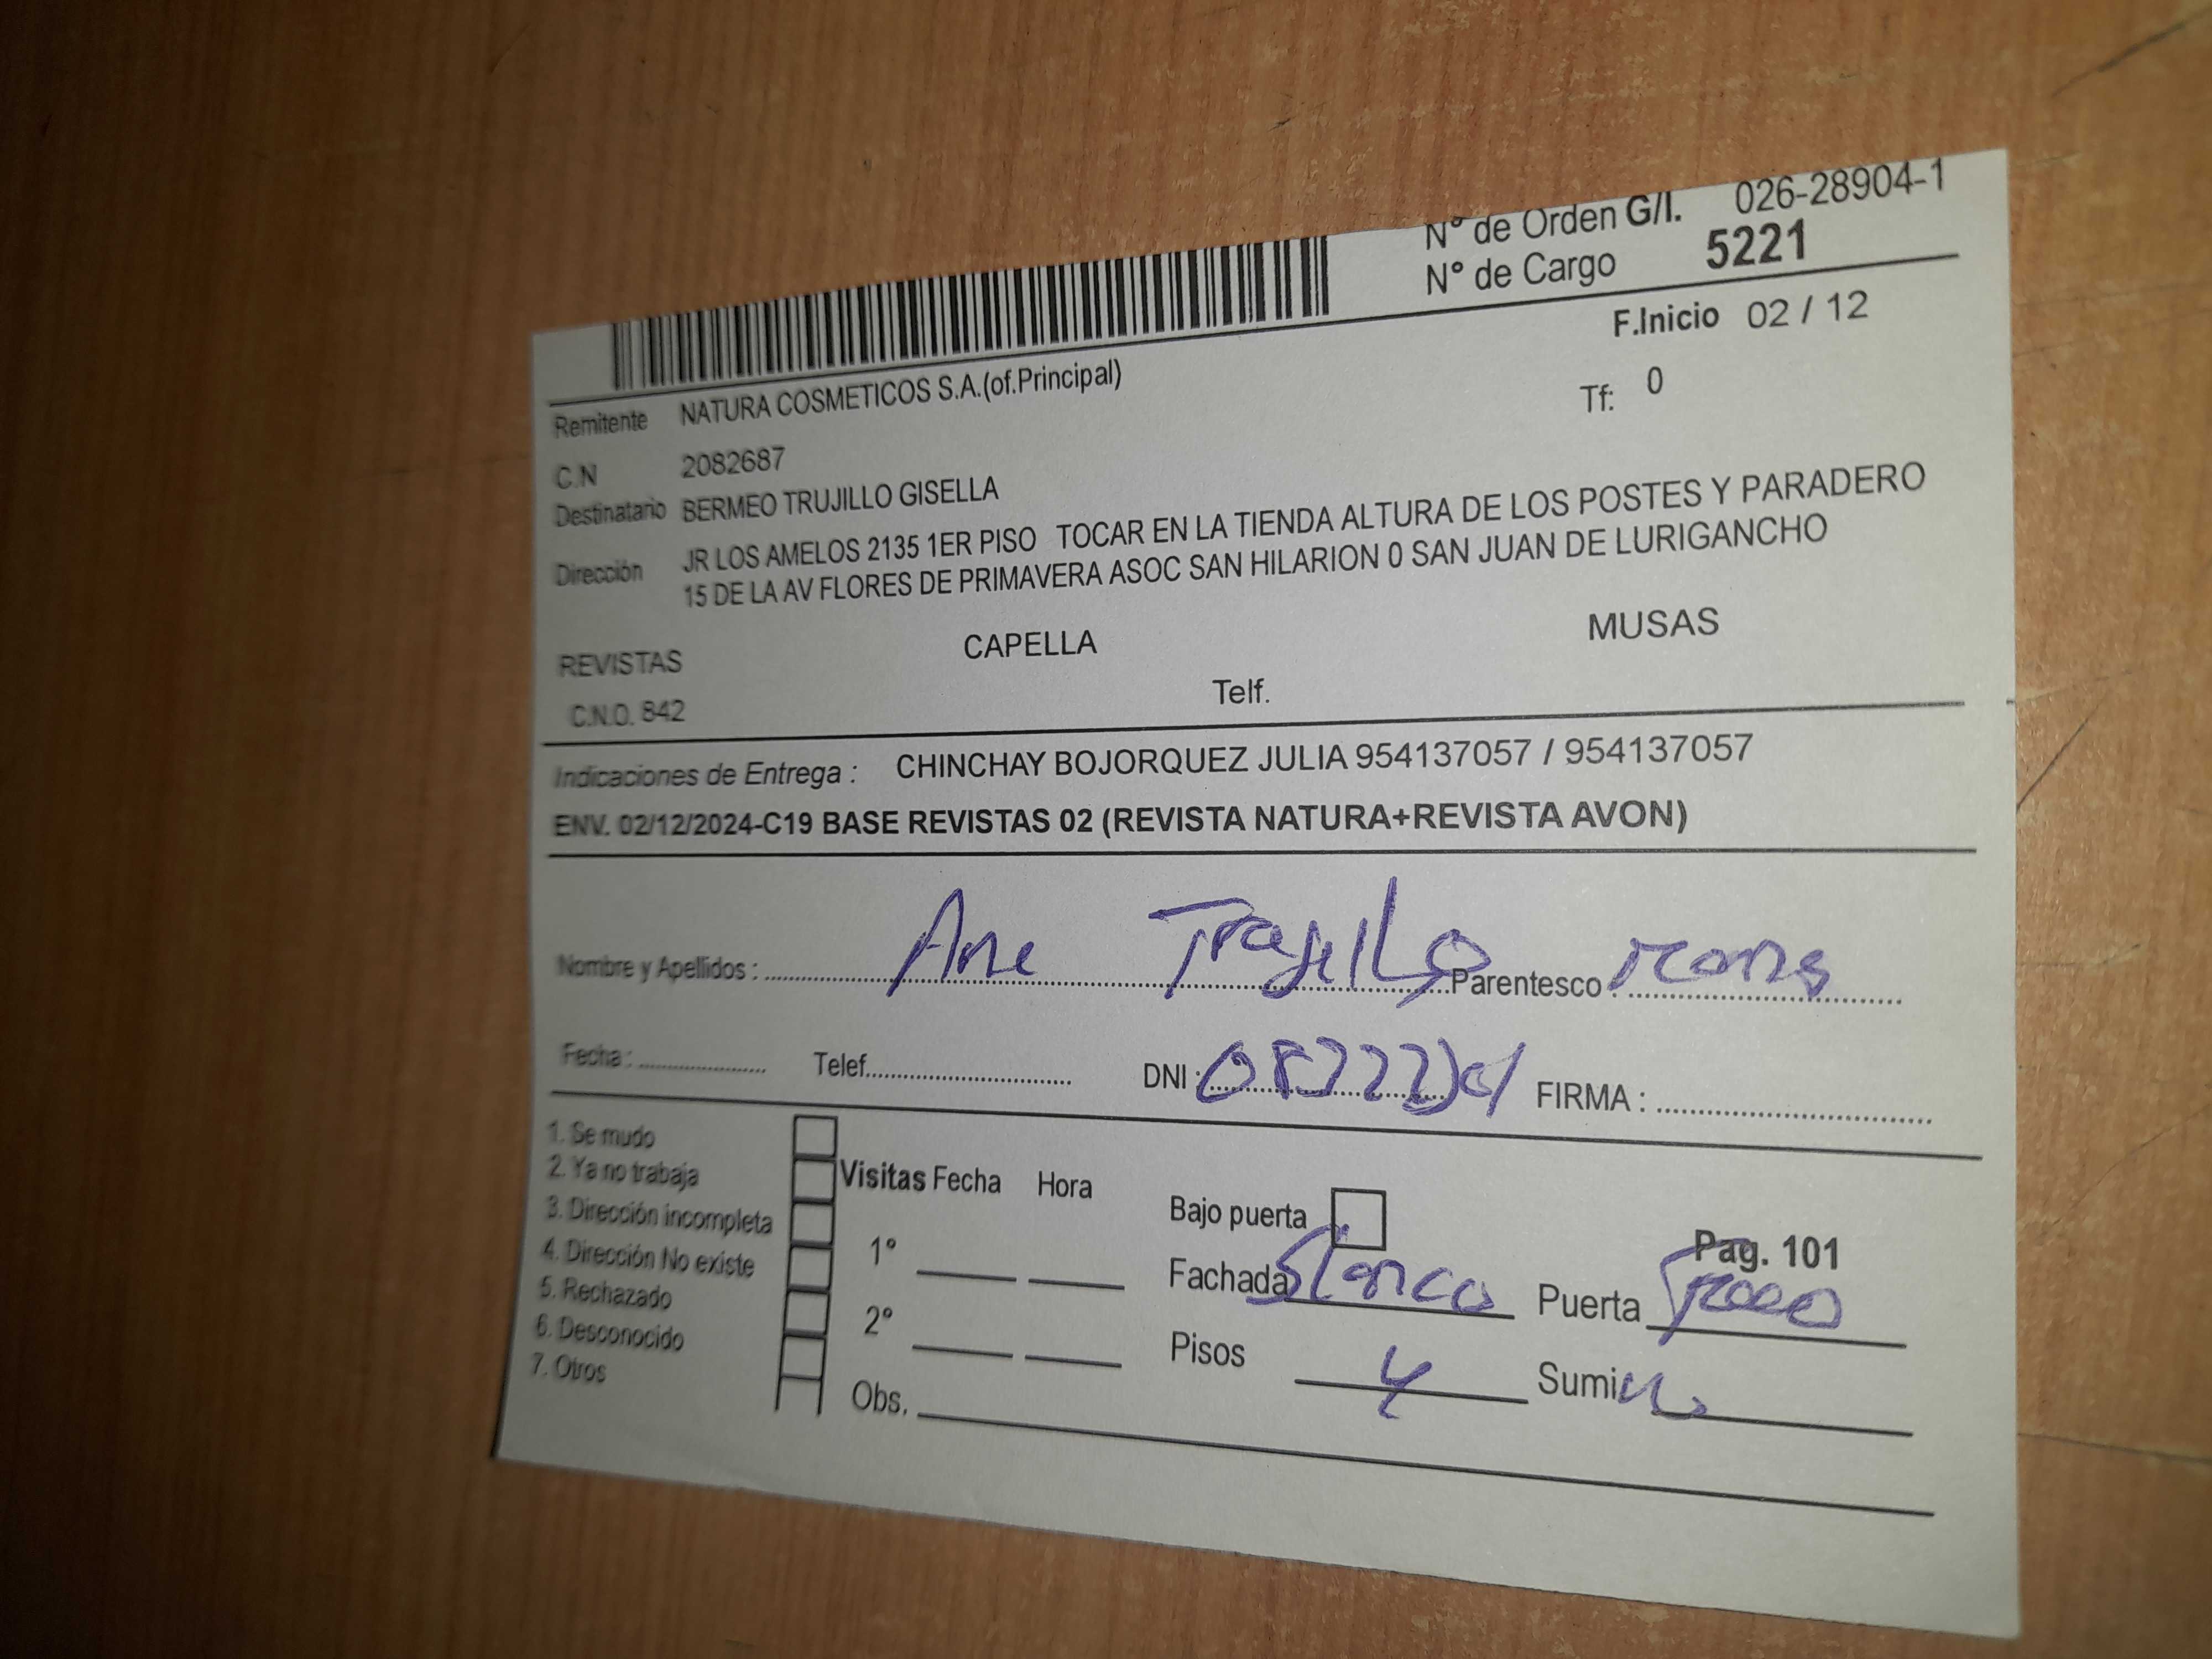 N° de Orden G/I. 026-28904-1
N° de Cargo 5221
F.Inicio 02 / 12
Remitente NATURA COSMETICOS S.A.(of.Principal)
Tf: 0
C.N 2082687
Destinatario BERMEO TRUJILLO GISELLA
Dirección JR LOS AMELOS 2135 1ER PISO TOCAR EN LA TIENDA ALTURA DE LOS POSTES Y PARADERO
15 DE LA AV FLORES DE PRIMAVERA ASOC SAN HILARION 0 SAN JUAN DE LURIGANCHO
REVISTAS CAPELLA MUSAS
C.N.O. 842 Telf.
Indicaciones de Entrega : CHINCHAY BOJORQUEZ JULIA 954137057 / 954137057
ENV. 02/12/2024-C19 BASE REVISTAS 02 (REVISTA NATURA+REVISTA AVON)
Nombre y Apellidos : Ana Trujillo Parentesco :
Fecha : Telef. DNI : FIRMA :
1. Se mudo
2. Ya no trabaja
3. Dirección incompleta
4. Dirección No existe
5. Rechazado
6. Desconocido
7. Otros
Visitas Fecha Hora
1°
2°
Obs.
Bajo puerta
Pag. 101
Fachada Blanco Puerta
Pisos 4 Sumi